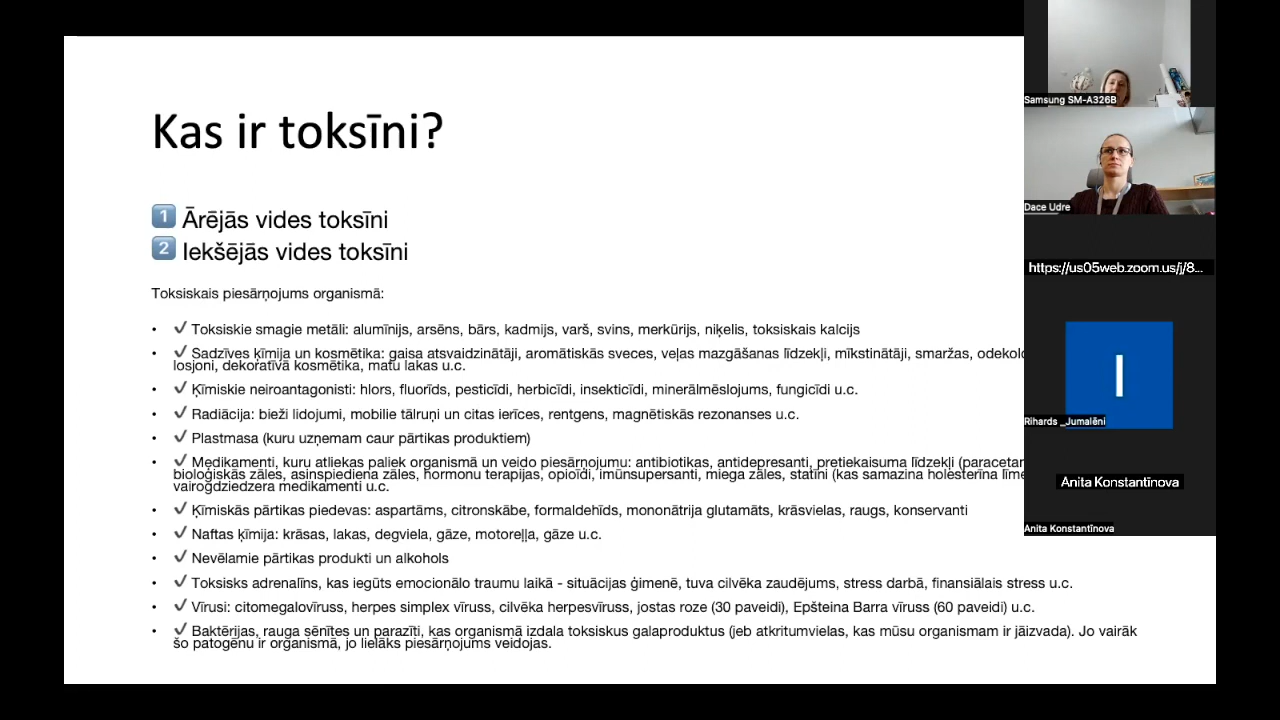 Kas ir toksīni?
1 Ārējās vides toksīni
2 Iekšējās vides toksīni
Toksiskais piesārņojums organismā:
• ✔ Toksiskie smagie metāli: alumīnijs, arsēns, bārs, kadmijs, varš, svins, merkūrijs, niķelis, toksiskais kalcijs
• ✔ Sadzīves ķīmija un kosmētika: gaisa atsvaidzinātāji, aromātiskās sveces, veļas mazgāšanas līdzekļi, mīkstinātāji, smaržas,
losjoni, dekoratīvā kosmētika, matu lakas u.c.
• ✔ Ķīmiskie neiroantagonisti: hlors, fluorīds, pesticīdi, herbicīdi, insekticīdi, minerālmēslojums, fungicīdi u.c.
• ✔ Radiācija: bieži lidojumi, mobilie tālruņi un citas ierīces, rentgens, magnētiskās rezonanses u.c.
• ✔ Plastmasa (kuru uzņemam caur pārtikas produktiem)
• ✔ Medikamenti, kuru atliekas paliek organismā un veido piesārņojumu: antibiotikas, antidepresanti, pretiekaisuma līdzekļi
bioloģiskās zāles, asinspiediena zāles, hormonu terapijas, opioīdi, imūnsupersanti, miega zāles, statīni (kas samazina holesterīna
vairogdziedzera medikamenti u.c.
• ✔ Ķīmiskās pārtikas piedevas: aspartāms, citronskābe, formaldehīds, mononātrija glutamāts, krāsvielas, raugs, konservanti
• ✔ Naftas ķīmija: krāsas, lakas, degviela, gāze, motoreļļa, gāze u.c.
• ✔ Nevēlamie pārtikas produkti un alkohols
• ✔ Toksisks adrenalīns, kas iegūts emocionālo traumu laikā - situācijas ģimenē, tuva cilvēka zaudējums, stress darbā, finansiālais stress u.c.
• ✔ Vīrusi: citomegalovīruss, herpes simplex vīruss, cilvēka herpesvīruss, jostas roze (30 paveidi), Epšteina Barra vīruss (60 paveidi) u.c.
• ✔ Baktērijas, rauga sēnītes un parazīti, kas organismā izdala toksiskus galaproduktus (jeb atkritumvielas, kas mūsu organismam ir jāizvada). Jo vairāk
šo patogēnu ir organismā, jo lielāks piesārņojums veidojas.
Samsung SM-A326B
Dace Udre
https://us05web.zoom.us/j/8...
I
Rihards _Jumalēni
Anita Konstantīnova
Anita Konstantīnova